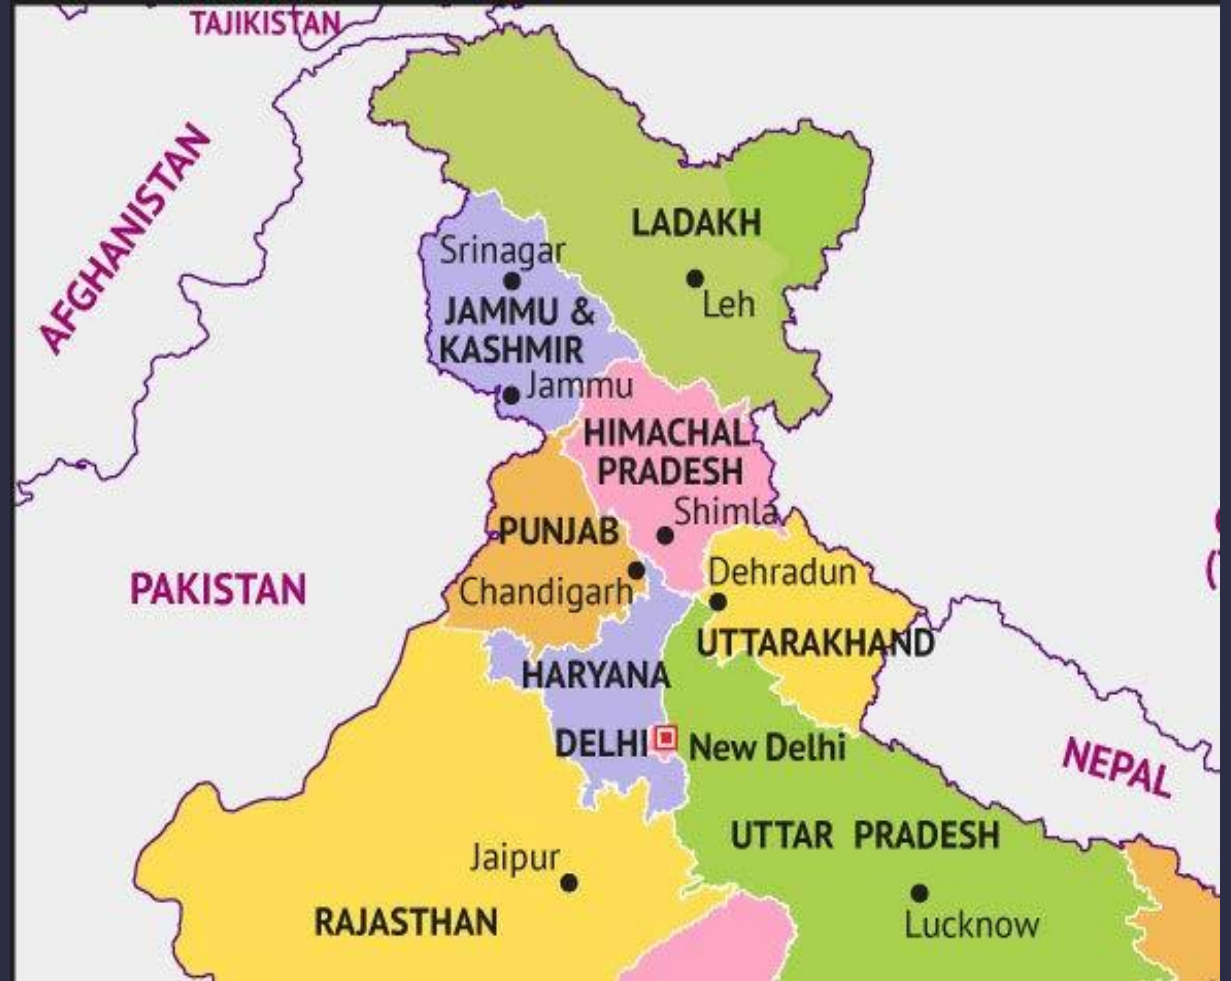 TAJIKISTAN
AFGHANISTAN
LADAKH
Srinagar
Leh
JAMMU &
KASHMIR
Jammu
HIMACHAL
PRADESH
Shimla
PUNJAB
Chandigarh
Dehradun
PAKISTAN
UTTARAKHAND
HARYANA
DELHI
New Delhi
NEPAL
UTTAR PRADESH
Jaipur
RAJASTHAN
Lucknow